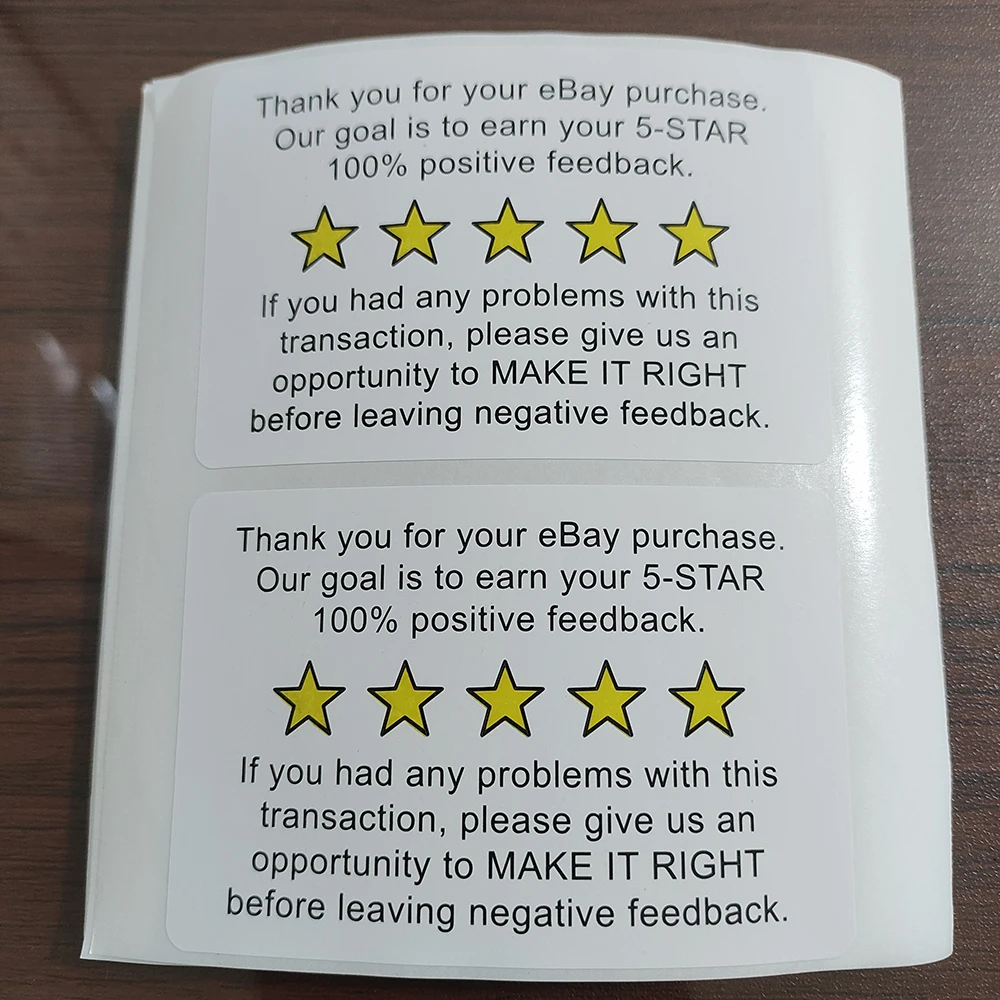 Thank you for your eBay purchase.
Our goal is to earn your 5-STAR
100% positive feedback.
If you had any problems with this
transaction, please give us an
opportunity to MAKE IT RIGHT
before leaving negative feedback.
Thank you for your eBay purchase.
Our goal is to earn your 5-STAR
100% positive feedback.
If you had any problems with this
transaction, please give us an
opportunity to MAKE IT RIGHT
before leaving negative feedback.